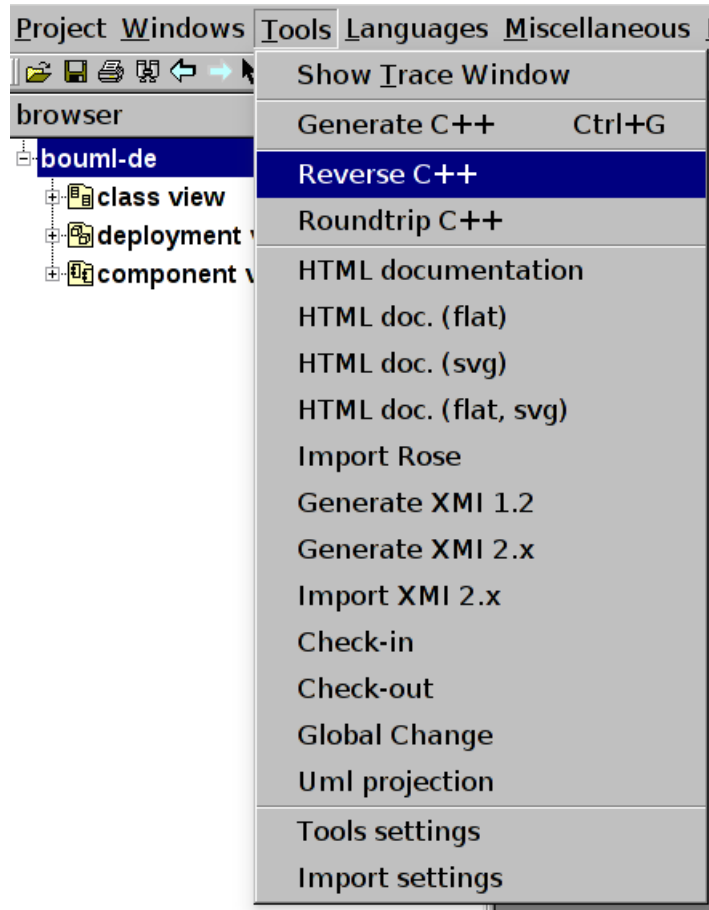 Project Windows Tools Languages Miscellaneous
Show Trace Window
browser
Generate C++ Ctrl+G
bouml-de
Reverse C++
class view
Roundtrip C++
deployment
component
HTML documentation
HTML doc. (flat)
HTML doc. (svg)
HTML doc. (flat, svg)
Import Rose
Generate XMI 1.2
Generate XMI 2.x
Import XMI 2.x
Check-in
Check-out
Global Change
Uml projection
Tools settings
Import settings